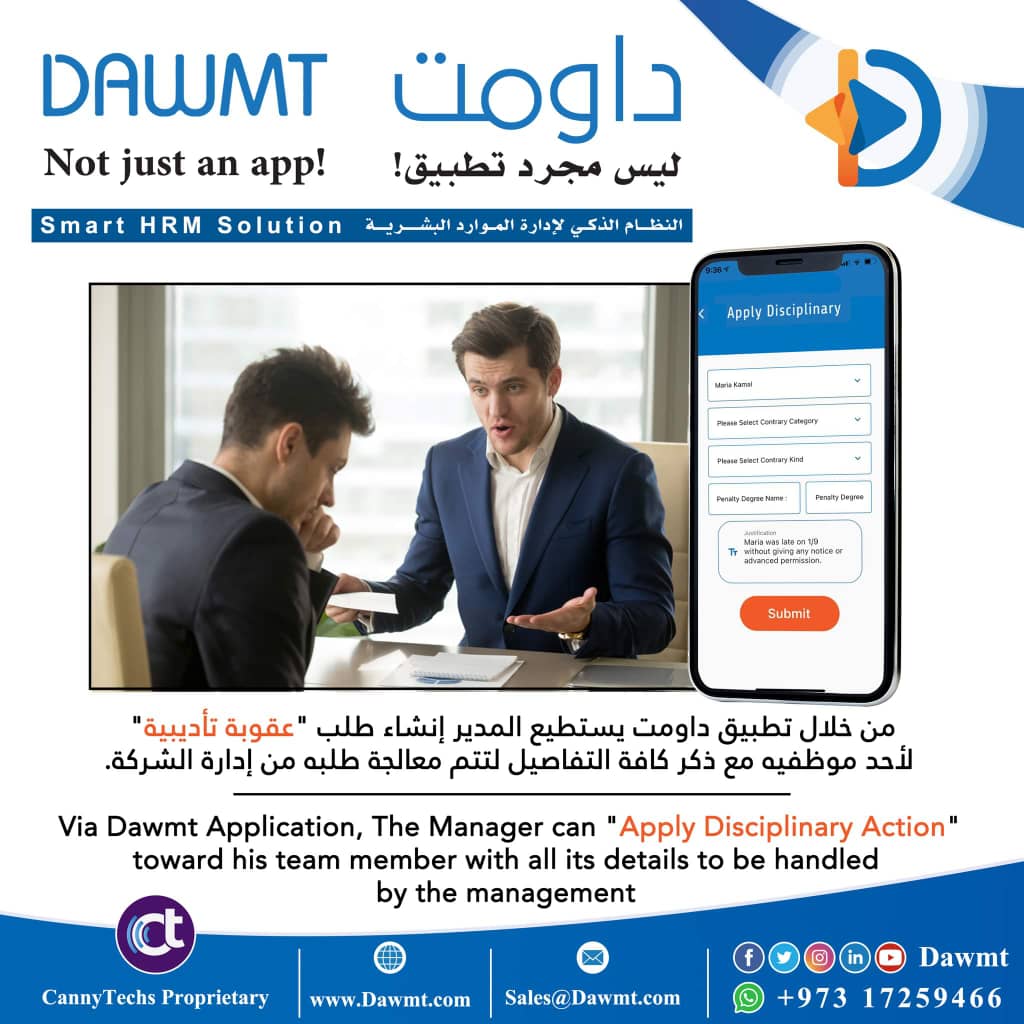 DAWMT
داومت
Not just an app!
ليس مجرد تطبيق!
Smart HRM Solution
النظام الذكي لإدارة الموارد البشرية
9:36
Apply Disciplinary
Maria Kamal
Please Select Contrary Category
Please Select Contrary Kind
Penalty Degree Name :
Penalty Degree
Justification
Maria was late on 1/9
without giving any notice or
advanced permission.
Submit
من خلال تطبيق داومت يستطيع المدير إنشاء طلب "عقوبة تأديبية"
لأحد موظفيه مع ذكر كافة التفاصيل لتتم معالجة طلبه من إدارة الشركة.
Via Dawmt Application, The Manager can "Apply Disciplinary Action"
toward his team member with all its details to be handled
by the management
ct
CannyTechs Proprietary
www.Dawmt.com
Sales@Dawmt.com
Dawmt
+973 17259466